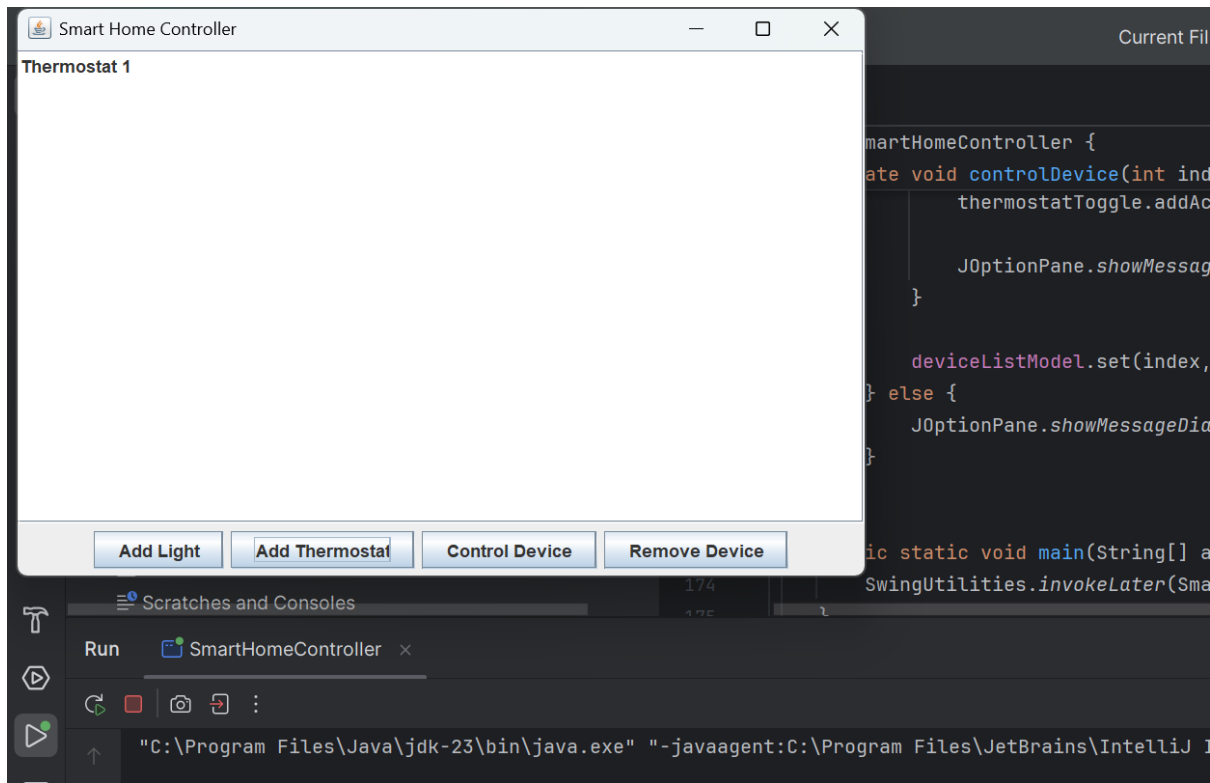 Smart Home Controller
Current Fil
Thermostat 1
martHomeController {
ate void controlDevice(int ind
thermostatToggle.addAc
JOptionPane.showMessag
}
deviceListModel.set(index,
} else {
JOptionPane.showMessageDia
}
Add Light Add Thermostat Control Device Remove Device
ic static void main(String[] a
174 SwingUtilities.invokeLater(Sma
175 }
Scratches and Consoles
Run SmartHomeController
"C:\Program Files\Java\jdk-23\bin\java.exe" "-javaagent:C:\Program Files\JetBrains\IntelliJ I